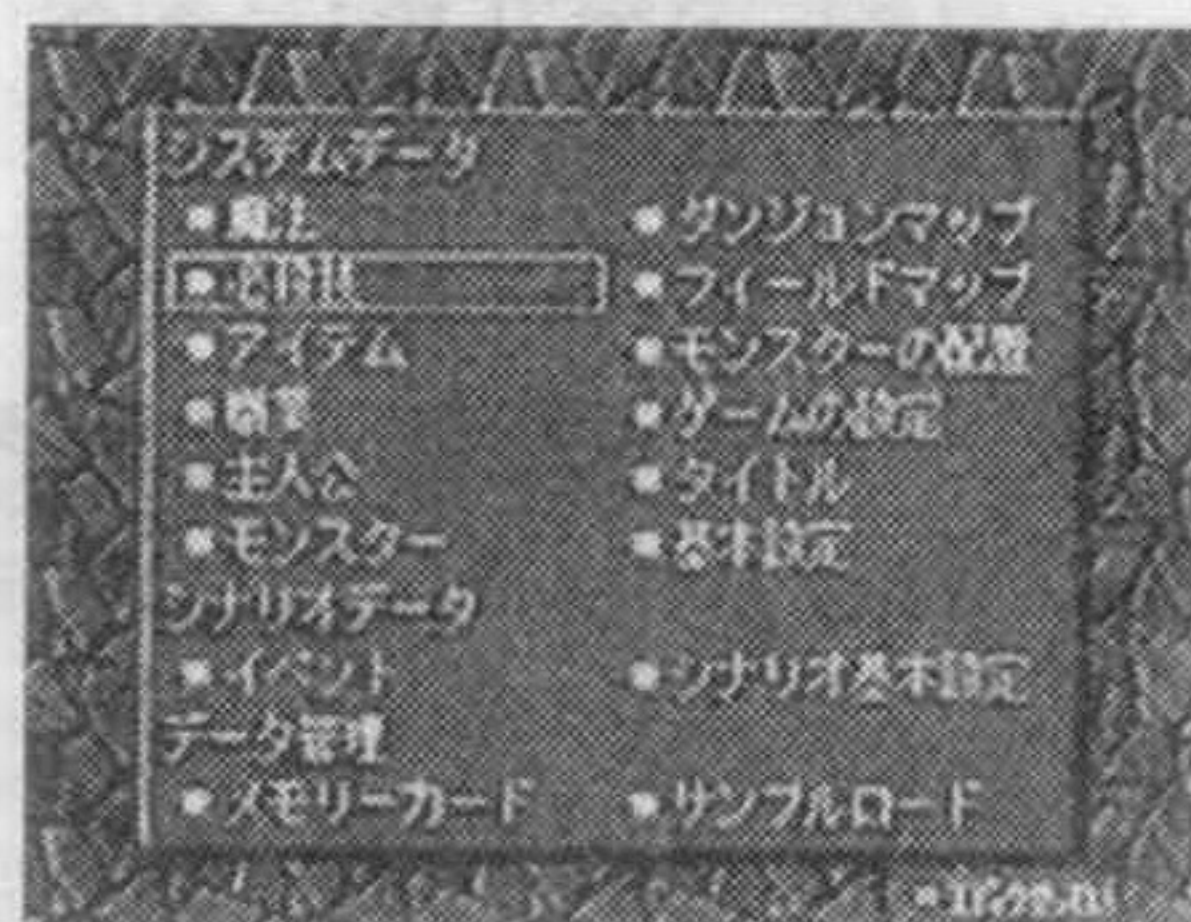 システムデータ
●魔法 ●ダンジョンマップ
●必殺技 ●フィールドマップ
●アイテム ●モンスターの配置
●職業 ●ゲームの設定
●主人公 ●タイトル
●モンスター ●基本設定
シナリオデータ
●イベント ●シナリオ基本設定
データ管理
●メモリーカード ●サンプルロード